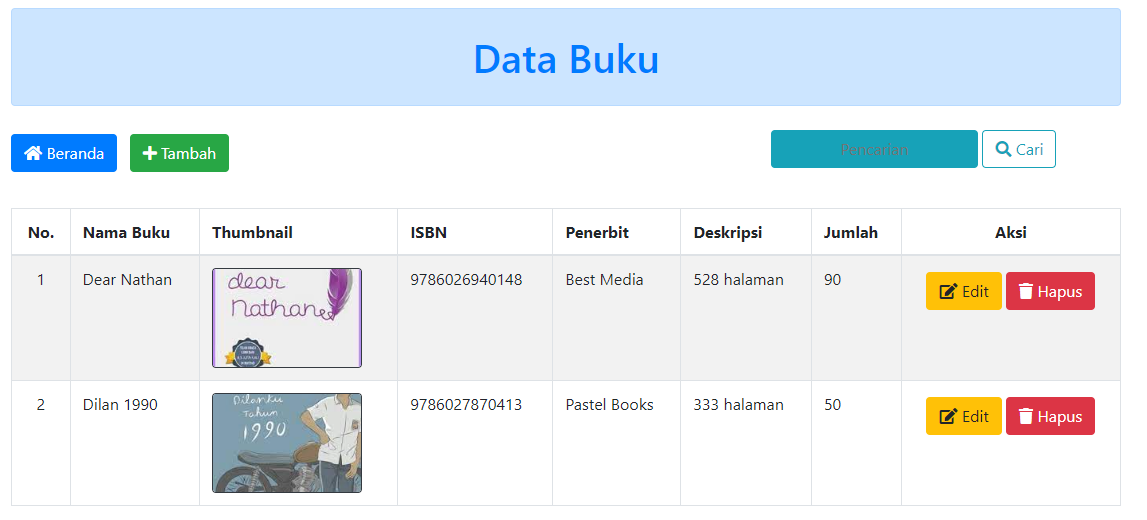 Data Buku
Beranda Tambah Pencarian Cari
No. Nama Buku Thumbnail ISBN Penerbit Deskripsi Jumlah Aksi
1 Dear Nathan 9786026940148 Best Media 528 halaman 90 Edit Hapus
dear
Nathan
2 Dilan 1990 9786027870413 Pastel Books 333 halaman 50 Edit Hapus
Dilanku
Tahun
1990